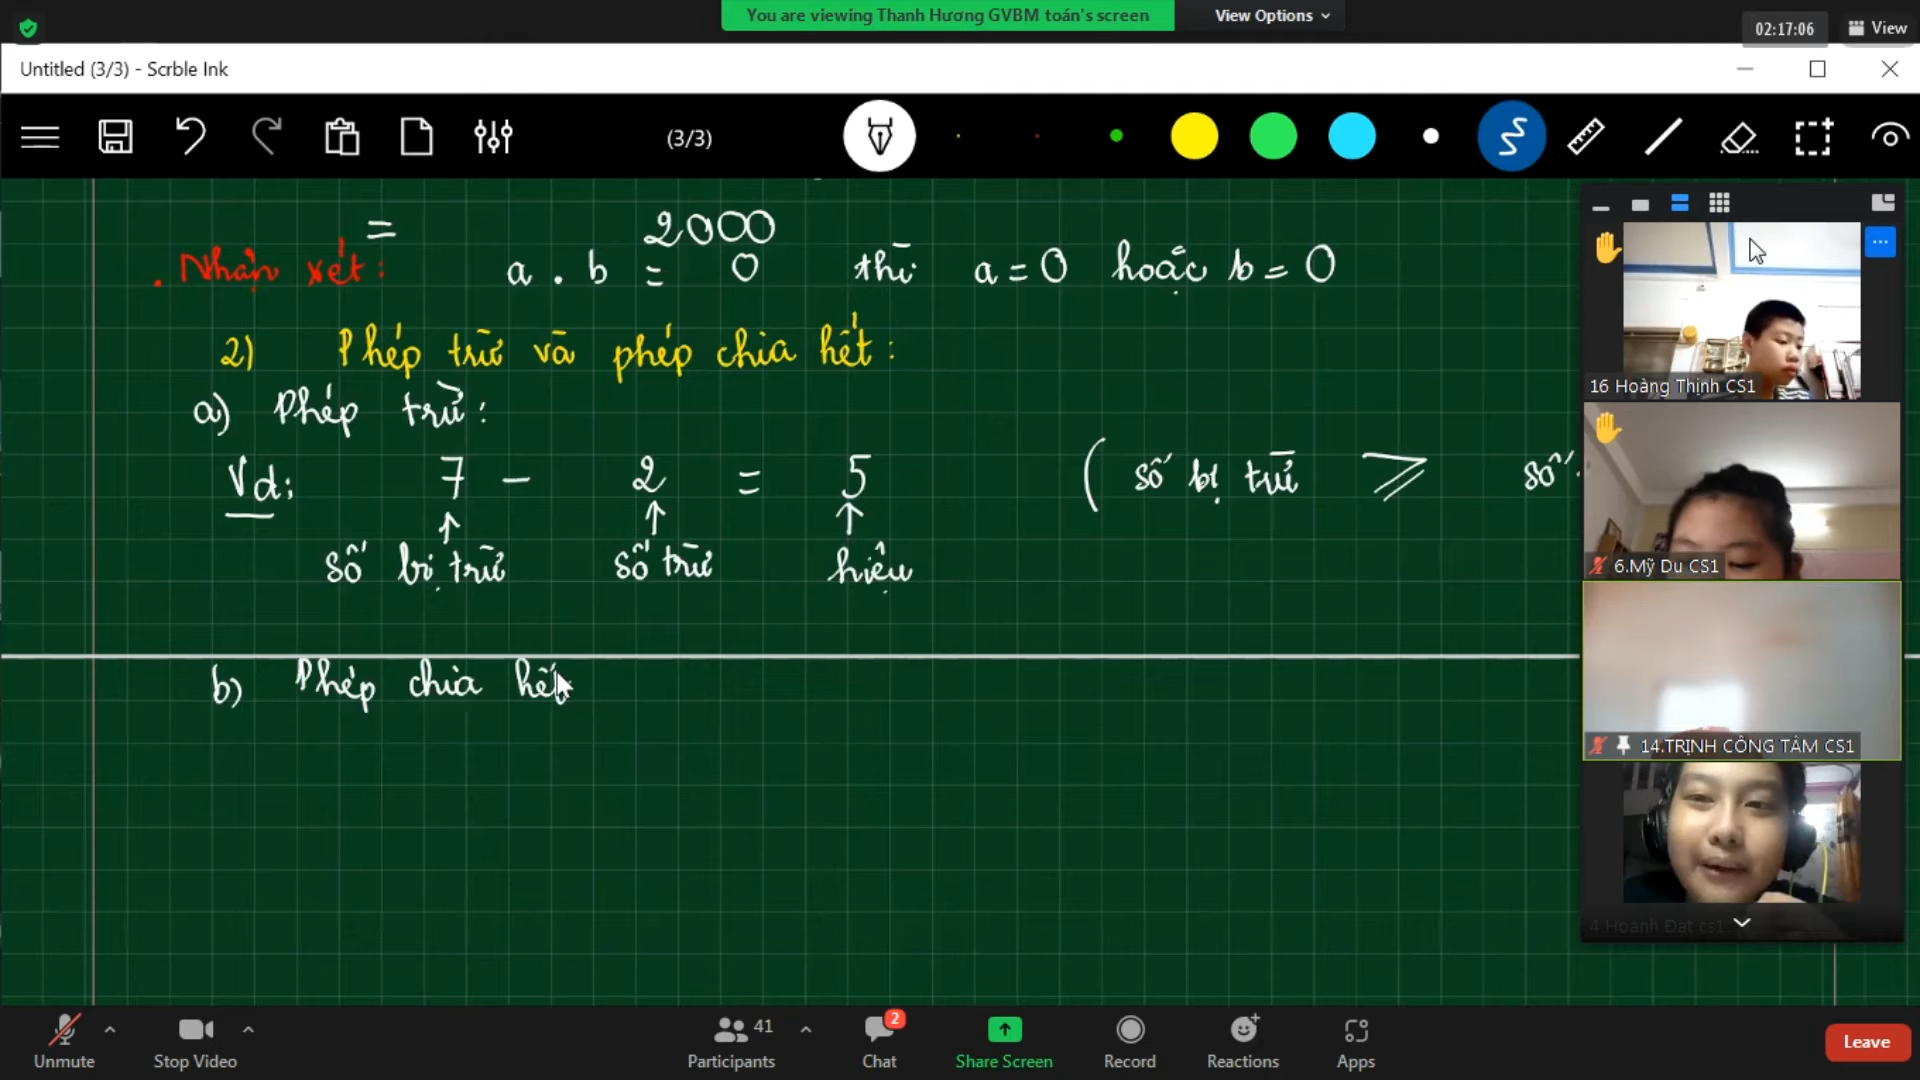 You are viewing Thanh Hương GVBM toán's screen
View Options
02:17:06
View
Untitled (3/3) - Scrble Ink
(3/3)
= 2000
. Nhận xét: a . b = 0 thì a = 0 hoặc b = 0
2) Phép trừ và phép chia hết:
a) Phép trừ:
Vd: 7 - 2 = 5 ( số bị trừ ⩾ số
số bị trừ số trừ hiệu
b) Phép chia hết
16 Hoàng Thịnh CS1
6.Mỹ Du CS1
14.TRỊNH CÔNG TÂM CS1
4.Hoành Đạt cs1
Unmute
Stop Video
41
Participants
2
Chat
Share Screen
Record
Reactions
Apps
Leave